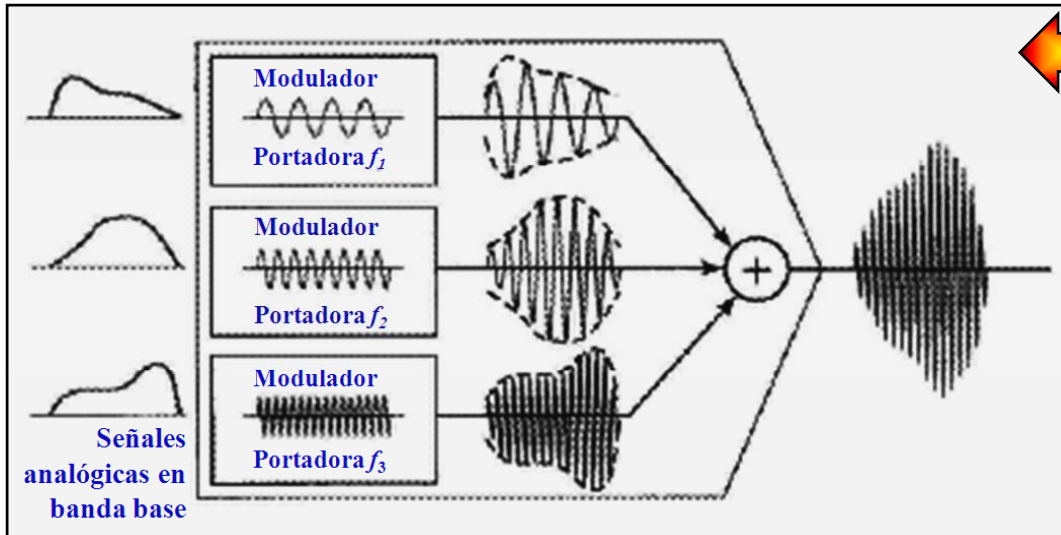 Modulador
Portadora f1
Modulador
Portadora f2
Modulador
Portadora f3
Señales
analógicas en
banda base
+